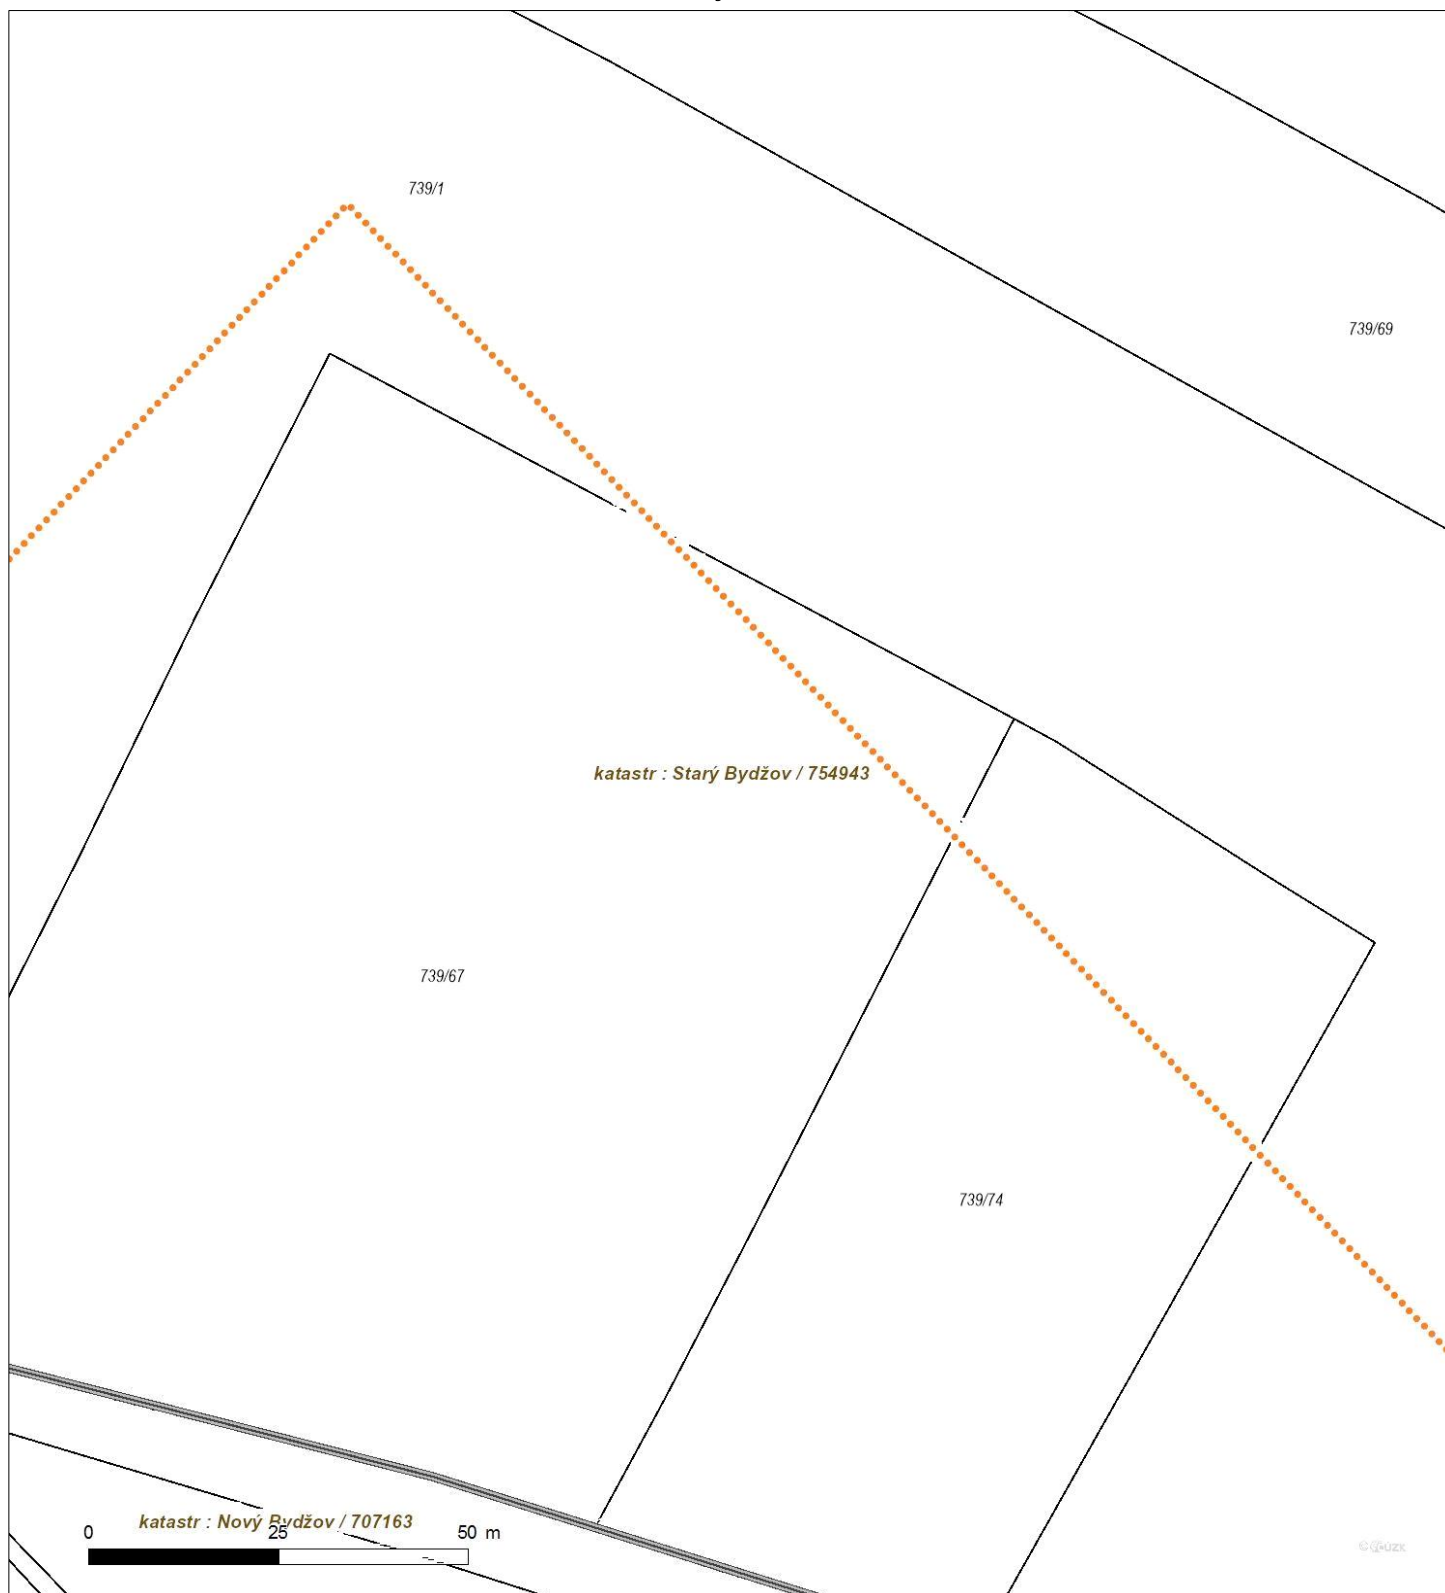 739/1
739/69
katastr : Starý Bydžov / 754943
739/67
739/74
katastr : Nový Bydžov / 707163
0 25 50 m